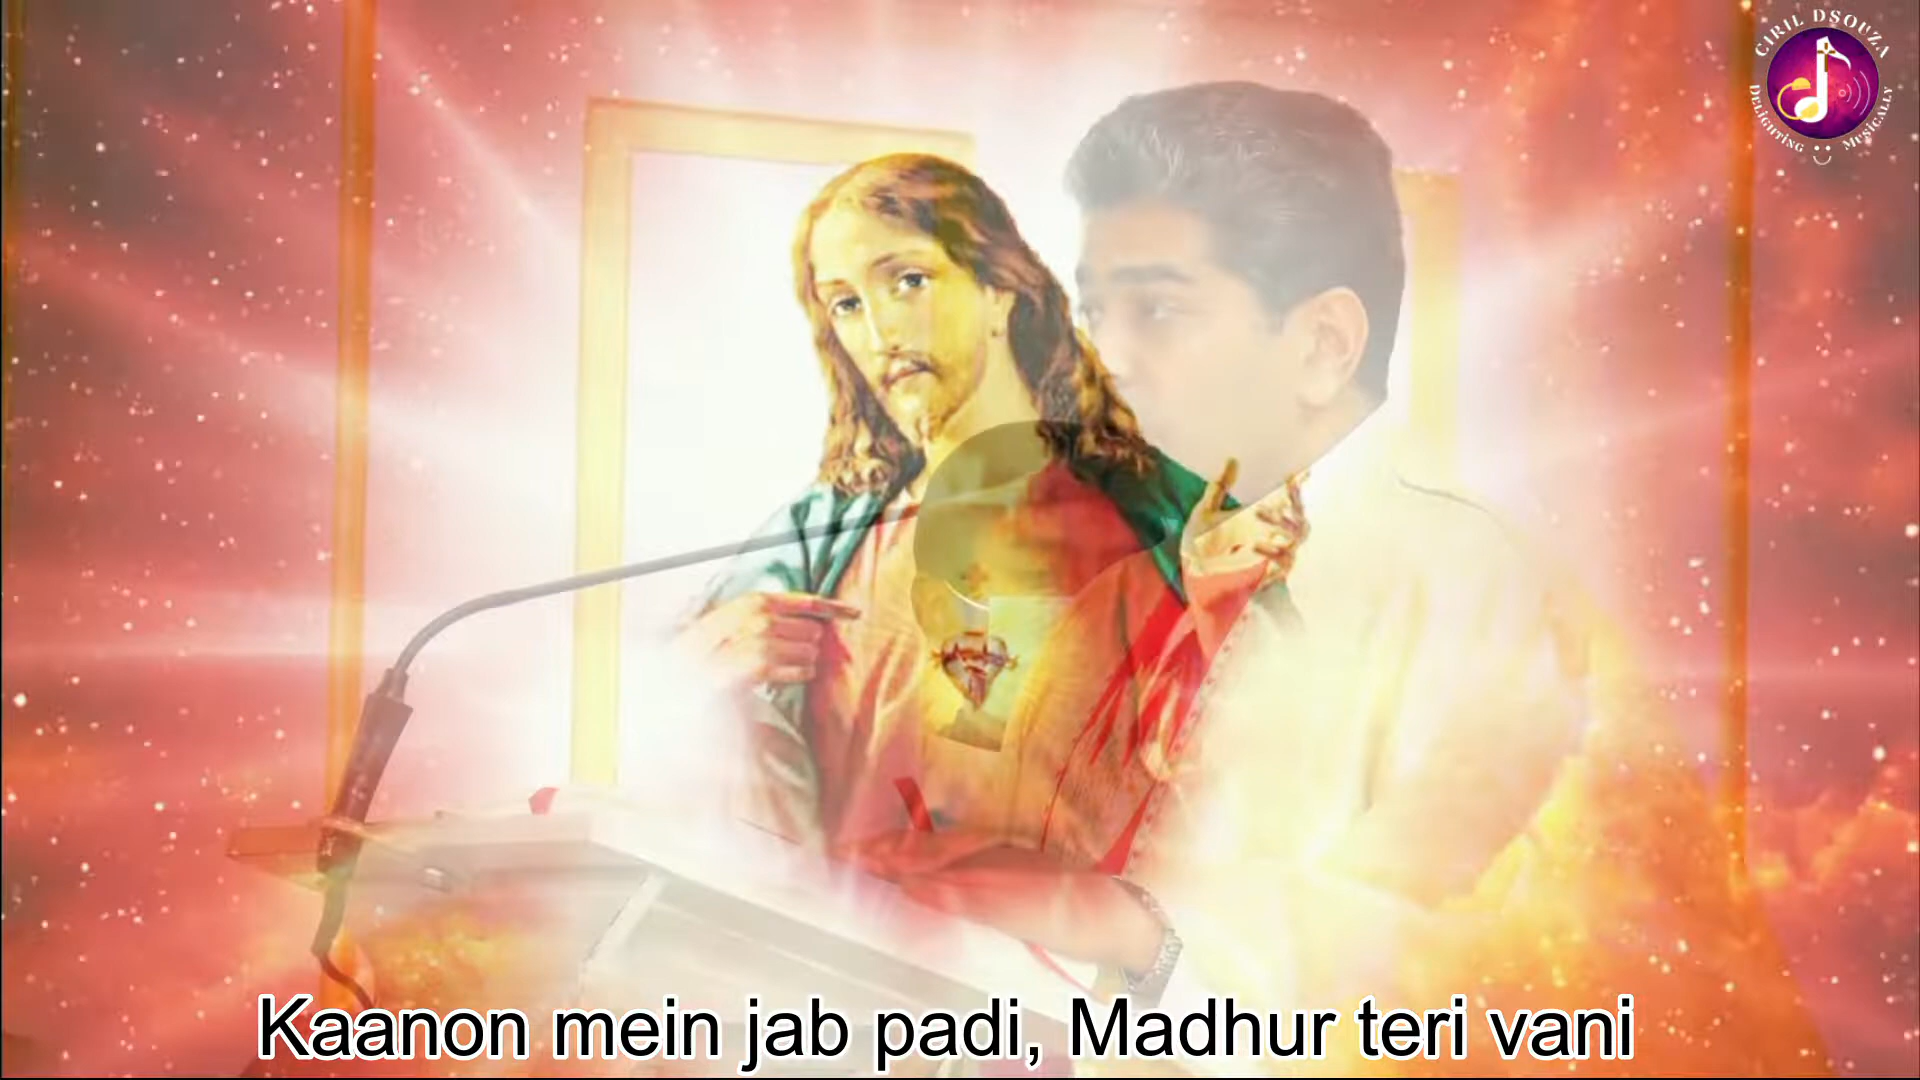 CIRIL DSOUZA
DELIGHTING MUSICALLY
Kaanon mein jab padi, Madhur teri vani